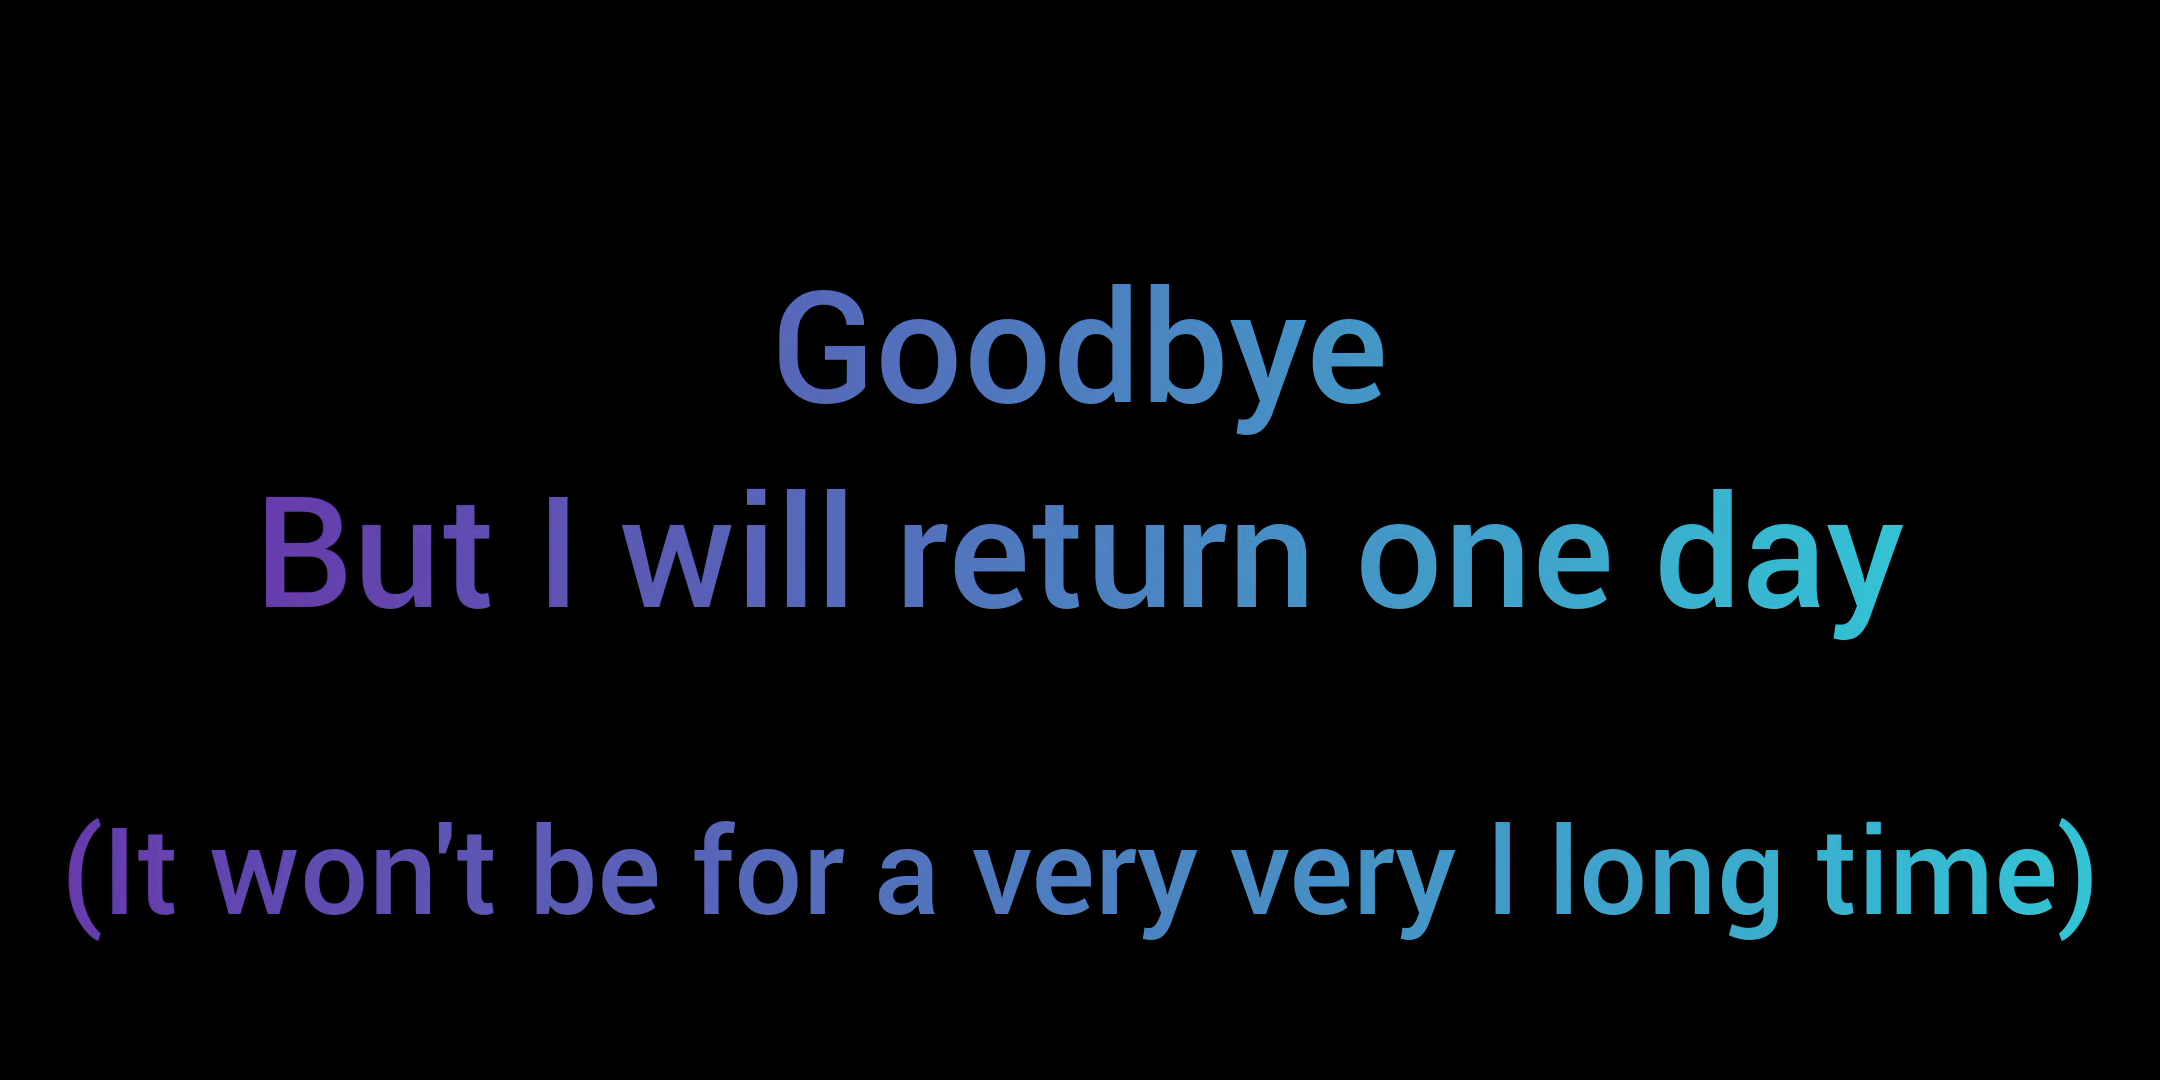 Goodbye
But I will return one day
(It won't be for a very very l long time)